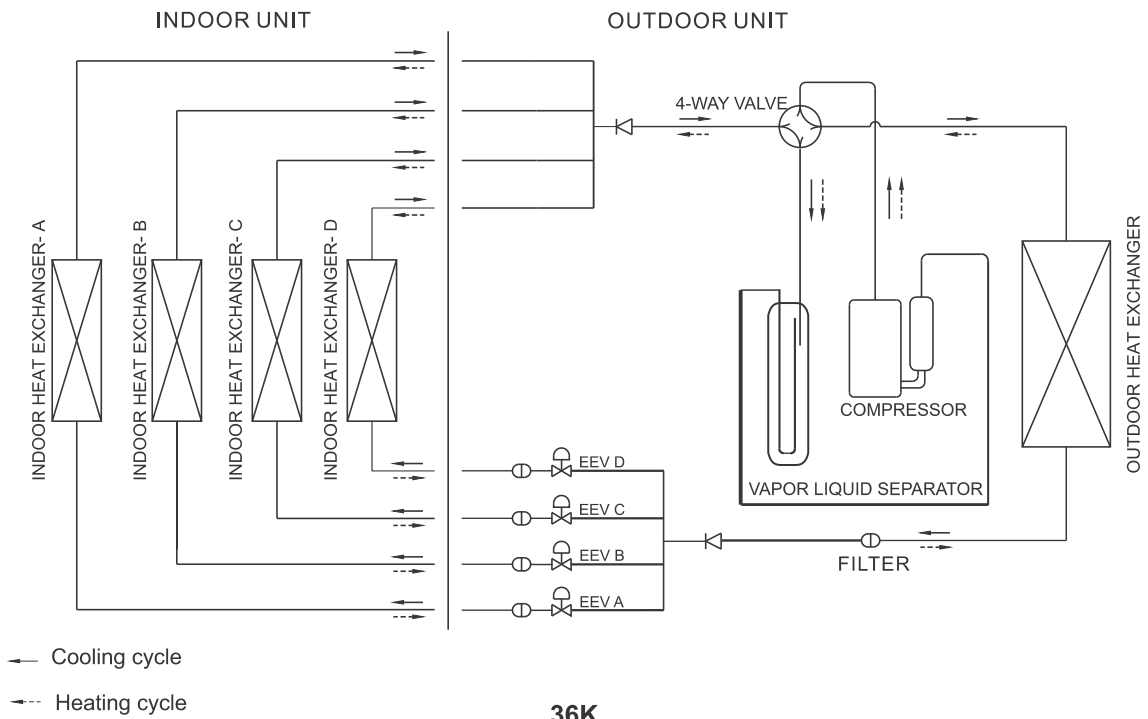 INDOOR UNIT
OUTDOOR UNIT
4-WAY VALVE
INDOOR HEAT EXCHANGER- A
INDOOR HEAT EXCHANGER- B
INDOOR HEAT EXCHANGER- C
INDOOR HEAT EXCHANGER- D
OUTDOOR HEAT EXCHANGER
COMPRESSOR
VAPOR LIQUID SEPARATOR
EEV D
EEV C
EEV B
EEV A
FILTER
Cooling cycle
Heating cycle
36K